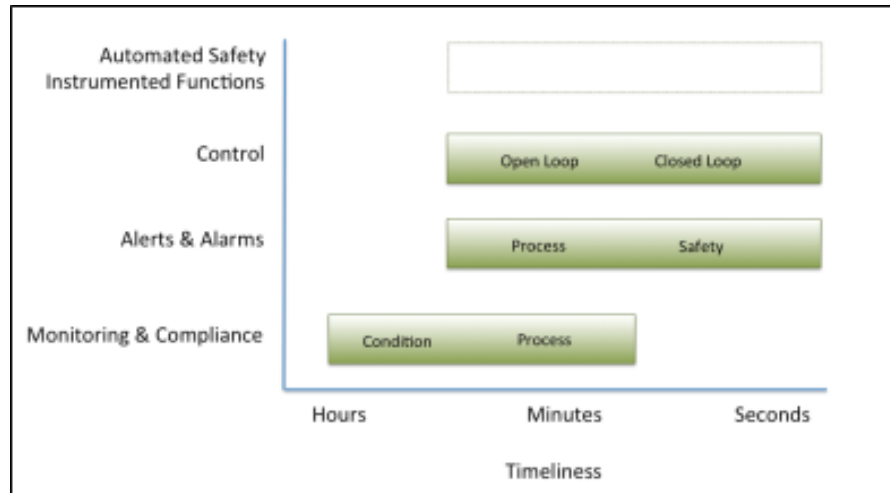 Automated Safety
Instrumented Functions
Control
Open Loop Closed Loop
Alerts & Alarms
Process Safety
Monitoring & Compliance
Condition Process
Hours Minutes Seconds
Timeliness